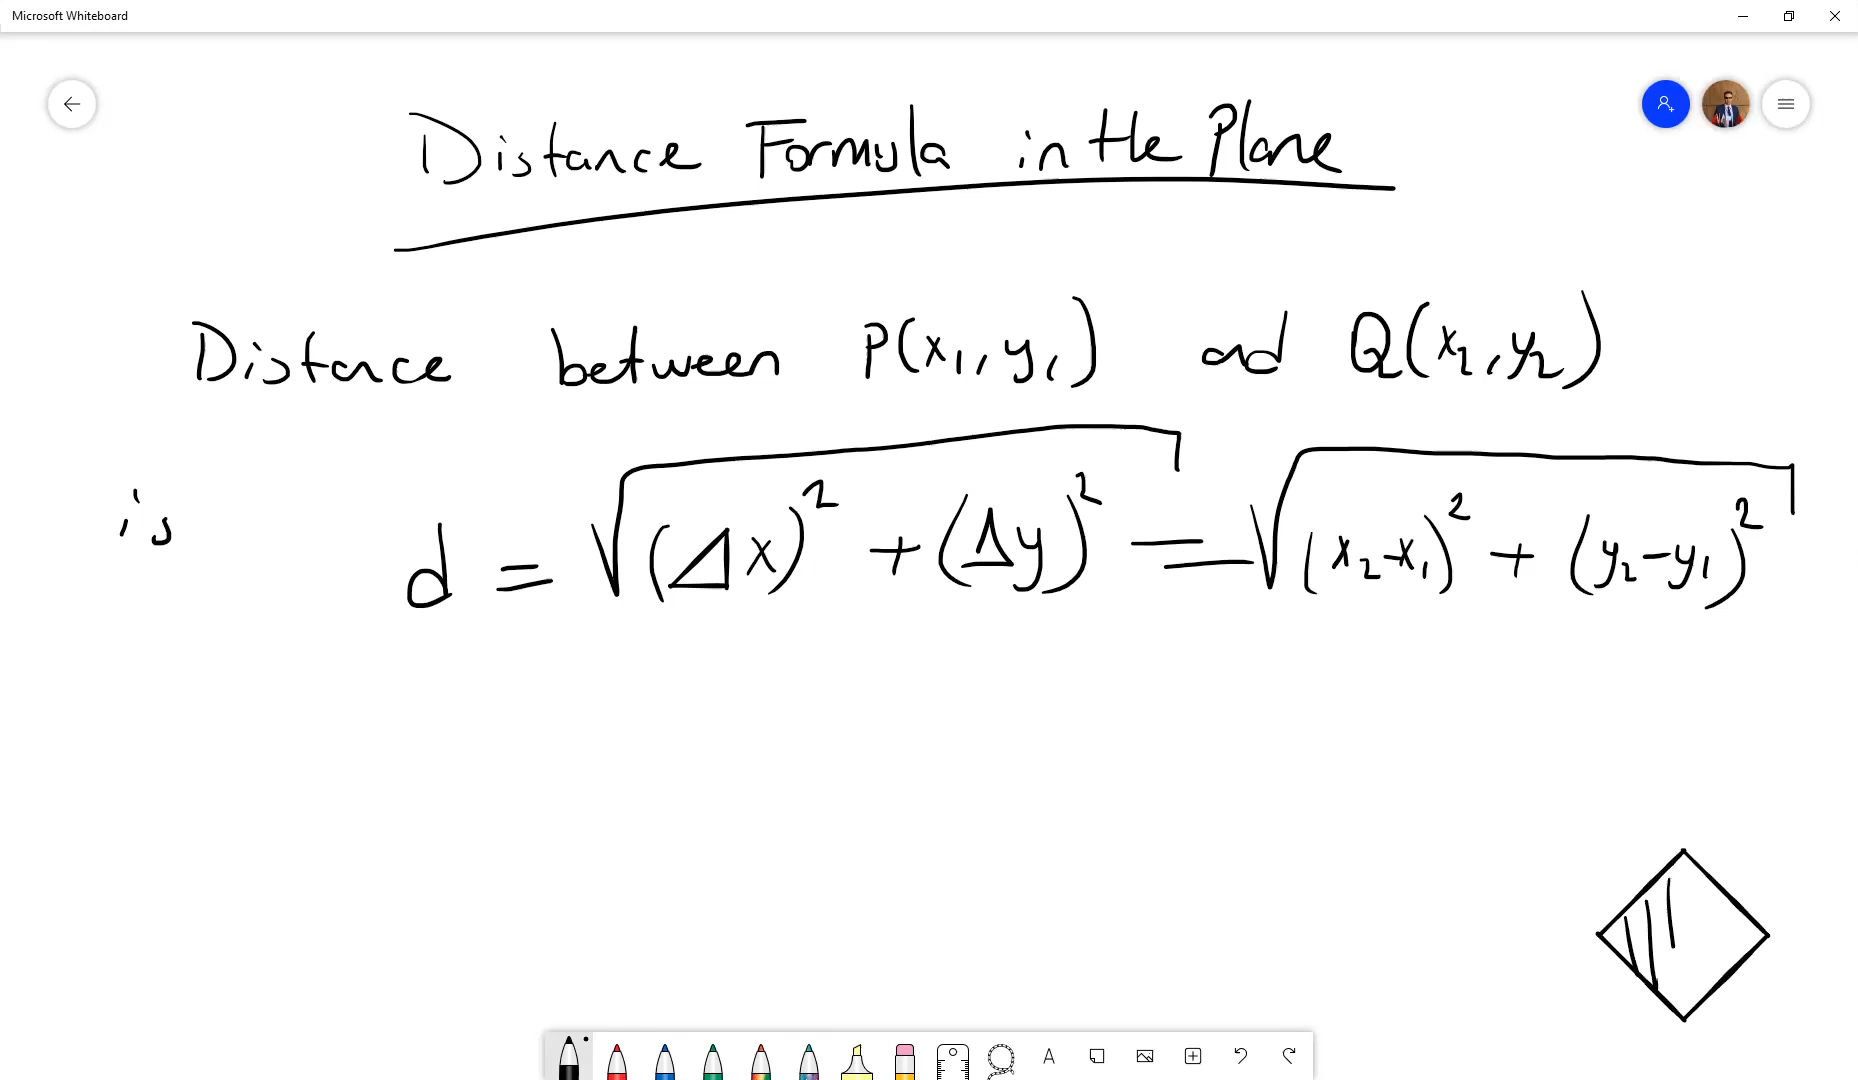 Microsoft Whiteboard
Distance Formula in the Plane
Distance between P(x₁, y₁) and Q(x₂, y₂)
is d = √((Δx)² + (Δy)²) = √((x₂-x₁)² + (y₂-y₁)²)
A